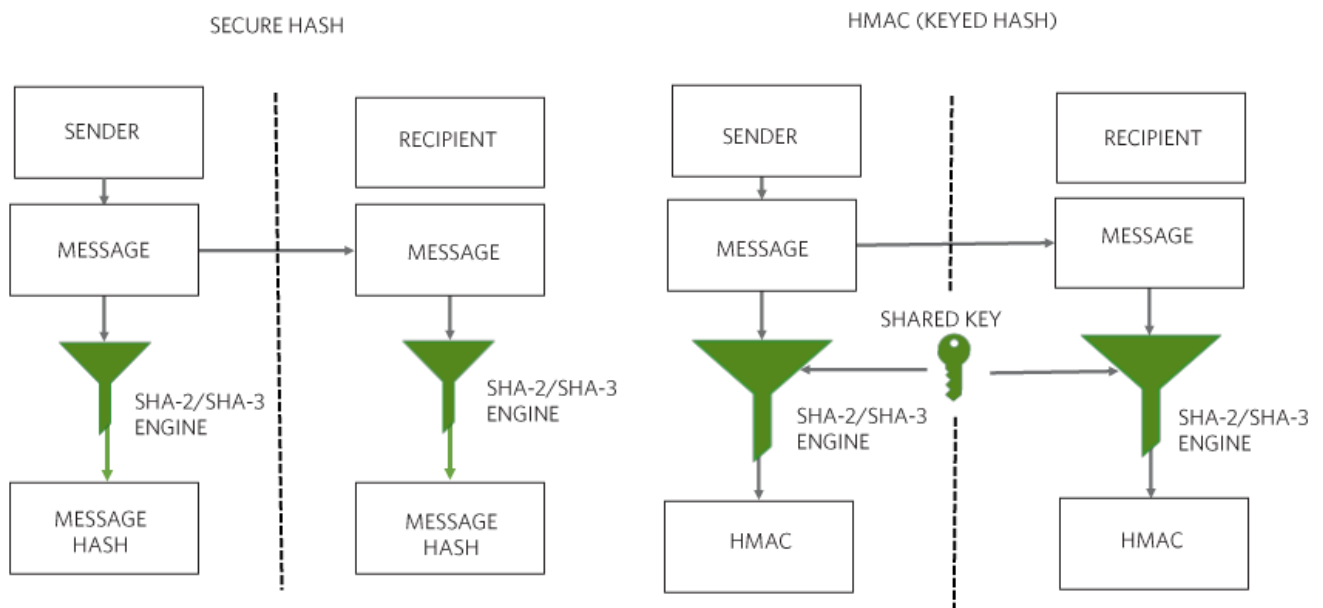 SECURE HASH
SENDER
RECIPIENT
MESSAGE
MESSAGE
SHA-2/SHA-3
ENGINE
SHA-2/SHA-3
ENGINE
MESSAGE
HASH
MESSAGE
HASH
HMAC (KEYED HASH)
SENDER
RECIPIENT
MESSAGE
MESSAGE
SHARED KEY
SHA-2/SHA-3
ENGINE
SHA-2/SHA-3
ENGINE
HMAC
HMAC